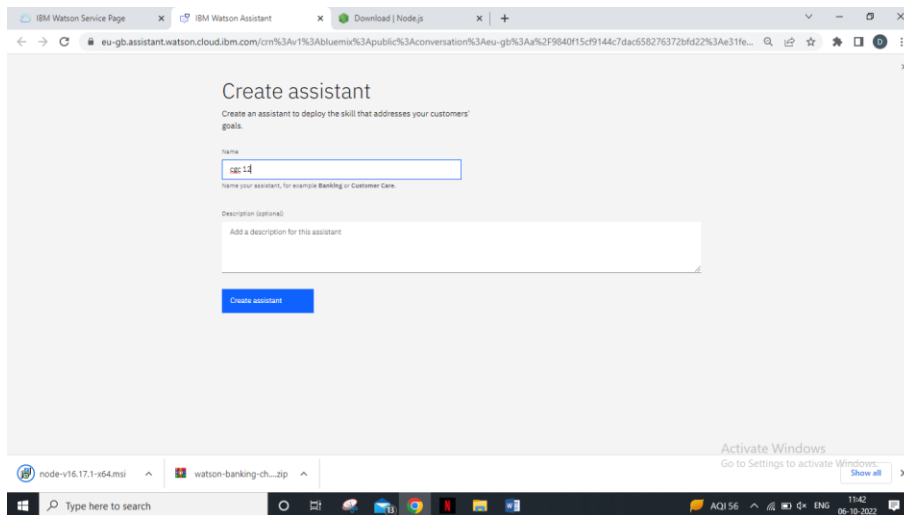 IBM Watson Service Page
IBM Watson Assistant
Download | Node.js
eu-gb.assistant.watson.cloud.ibm.com/crn%3Av1%3Abluemix%3Apublic%3Aconversation%3Aeu-gb%3Aa%2F9840f15cf9144c7dac658276372bfd22%3Ae31fe...
D
Create assistant
Create an assistant to deploy the skill that addresses your customers'
goals.
Name
cgc 12
Name your assistant, for example Banking or Customer Care.
Description (optional)
Add a description for this assistant
Create assistant
Activate Windows
Go to Settings to activate Windows.
node-v16.17.1-x64.msi
watson-banking-ch....zip
Show all
Type here to search
13
N
W
AQI 56
ENG
11:42
06-10-2022